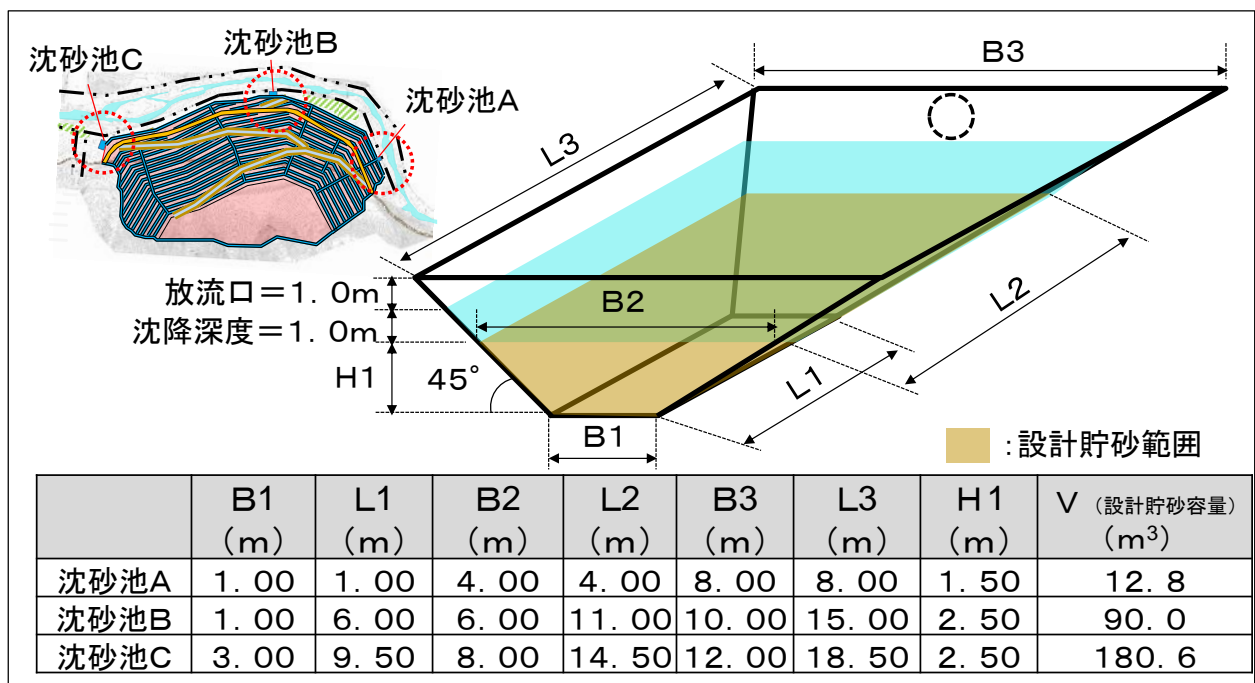 沈砂池B
沈砂池C
沈砂池A
B3
L3
放流口=1.0m
沈降深度=1.0m
B2
L2
H1
45°
L1
B1
:設計貯砂範囲
B1 L1 B2 L2 B3 L3 H1 V (設計貯砂容量)
(m) (m) (m) (m) (m) (m) (m) (m³)
沈砂池A 1.00 1.00 4.00 4.00 8.00 8.00 1.50 12.8
沈砂池B 1.00 6.00 6.00 11.00 10.00 15.00 2.50 90.0
沈砂池C 3.00 9.50 8.00 14.50 12.00 18.50 2.50 180.6